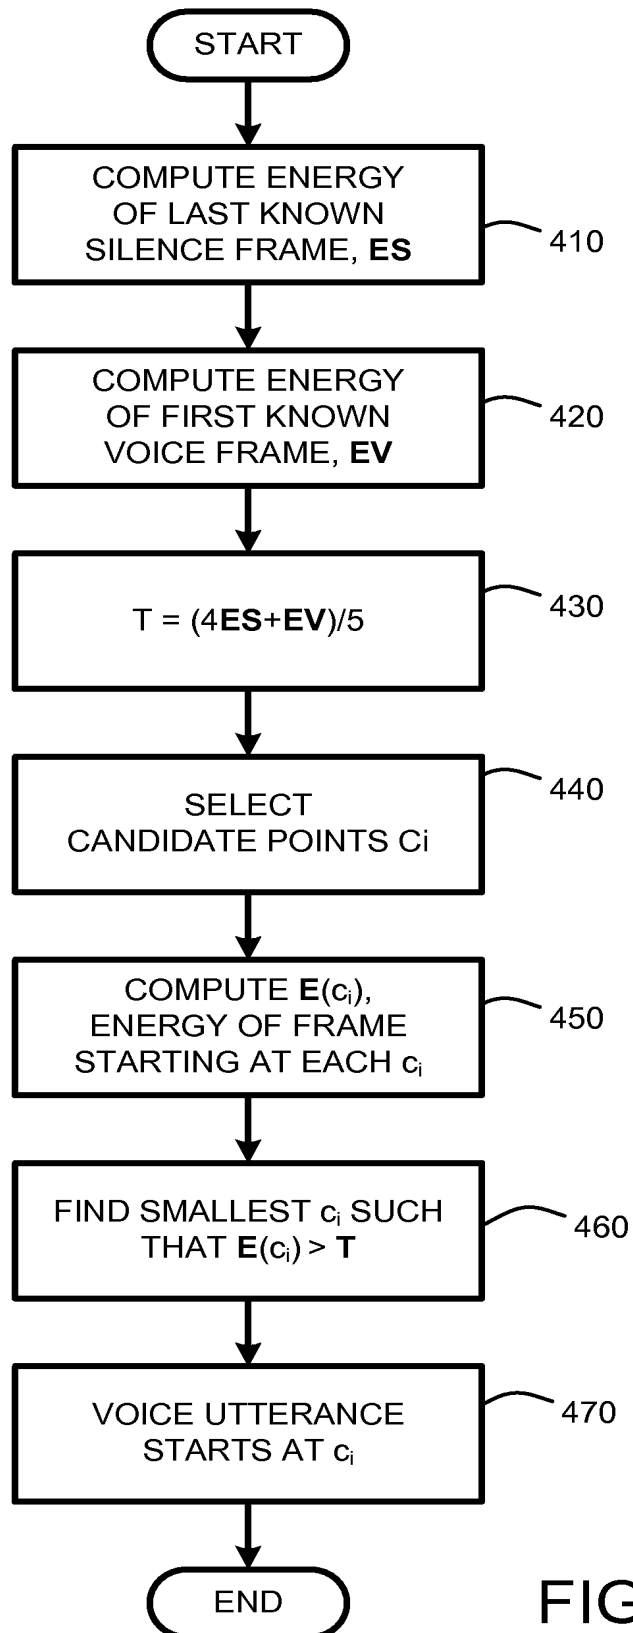 START
COMPUTE ENERGY
OF LAST KNOWN
SILENCE FRAME, ES
410
COMPUTE ENERGY
OF FIRST KNOWN
VOICE FRAME, EV
420
T = (4ES+EV)/5
430
SELECT
CANDIDATE POINTS Ci
440
COMPUTE E(ci),
ENERGY OF FRAME
STARTING AT EACH ci
450
FIND SMALLEST ci SUCH
THAT E(ci) > T
460
VOICE UTTERANCE
STARTS AT ci
470
END
FIG